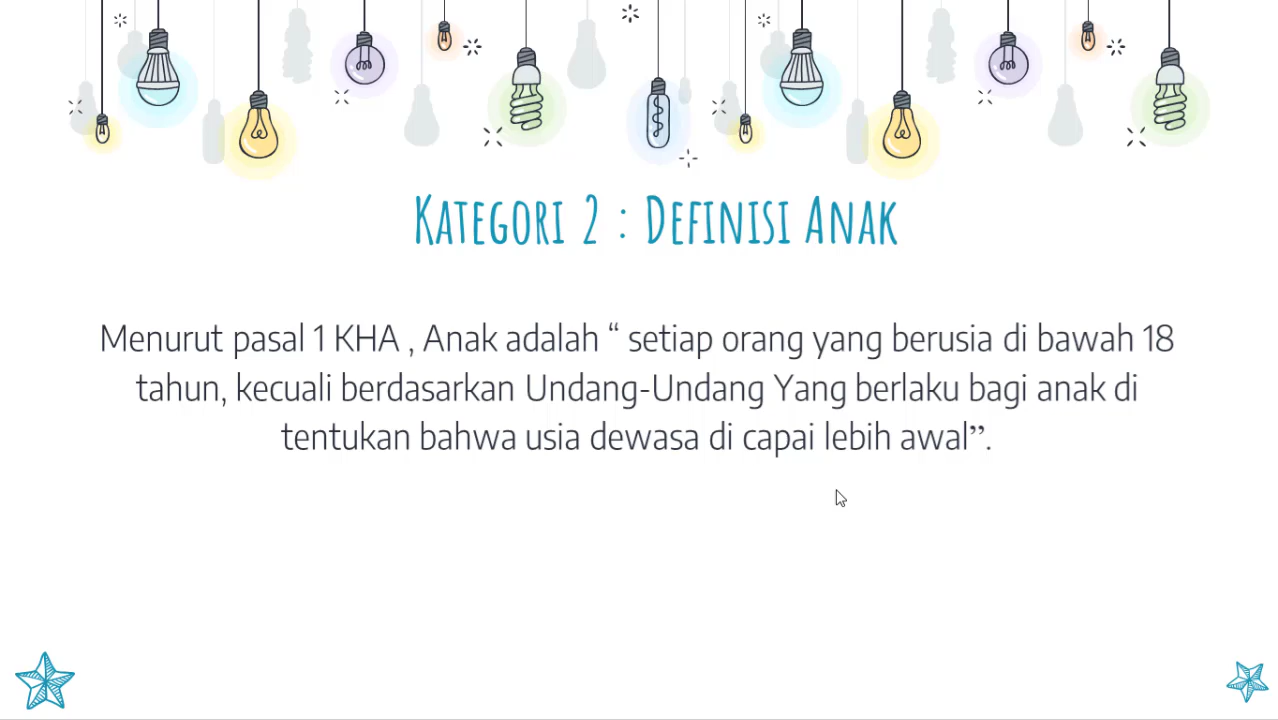 Kategori 2 : Definisi Anak
Menurut pasal 1 KHA , Anak adalah “ setiap orang yang berusia di bawah 18
tahun, kecuali berdasarkan Undang-Undang Yang berlaku bagi anak di
tentukan bahwa usia dewasa di capai lebih awal”.